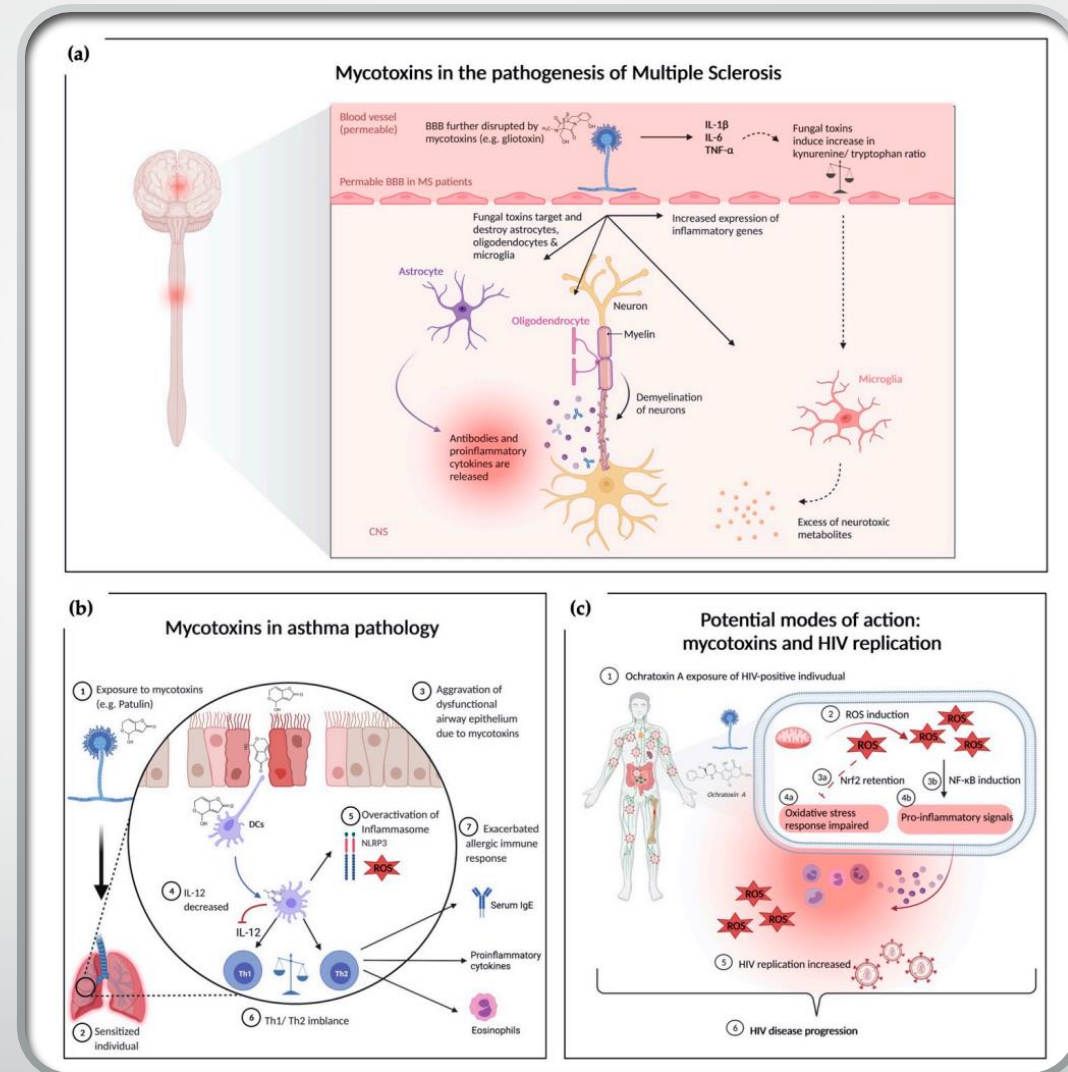 (a)
Mycotoxins in the pathogenesis of Multiple Sclerosis
Blood vessel
(permeable)
BBB further disrupted by
mycotoxins (e.g. gliotoxin)
IL-1β
IL-6
TNF-α
Fungal toxins
induce increase in
kynurenine/ tryptophan ratio
Permable BBB in MS patients
Fungal toxins target and
destroy astrocytes,
oligodendocytes &
microglia
Increased expression of
inflammatory genes
Astrocyte
Neuron
Oligodendrocyte
Myelin
Microglia
Demyelination
of neurons
Antibodies and
proinflammatory
cytokines are
released
Excess of neurotoxic
metabolites
CNS
(b)
Mycotoxins in asthma pathology
1 Exposure to mycotoxins
(e.g. Patulin)
3 Aggravation of
dysfunctional
airway epithelium
due to mycotoxins
DCs
5 Overactivation of
Inflammasome
NLRP3
ROS
7 Exacerbated
allergic immune
response
4 IL-12
decreased
IL-12
Serum IgE
Th1
Th2
Proinflammatory
cytokines
6 Th1/ Th2 imblance
Eosinophils
2 Sensitized
individual
(c)
Potential modes of action:
mycotoxins and HIV replication
1 Ochratoxin A exposure of HIV-positive indivudual
2 ROS induction
ROS
ROS
ROS
ROS
3a Nrf2 retention
3b NF-κB induction
Ochratoxin A
4a
Oxidative stress
response impaired
4b
Pro-inflammatory signals
ROS
ROS
ROS
5 HIV replication increased
6 HIV disease progression